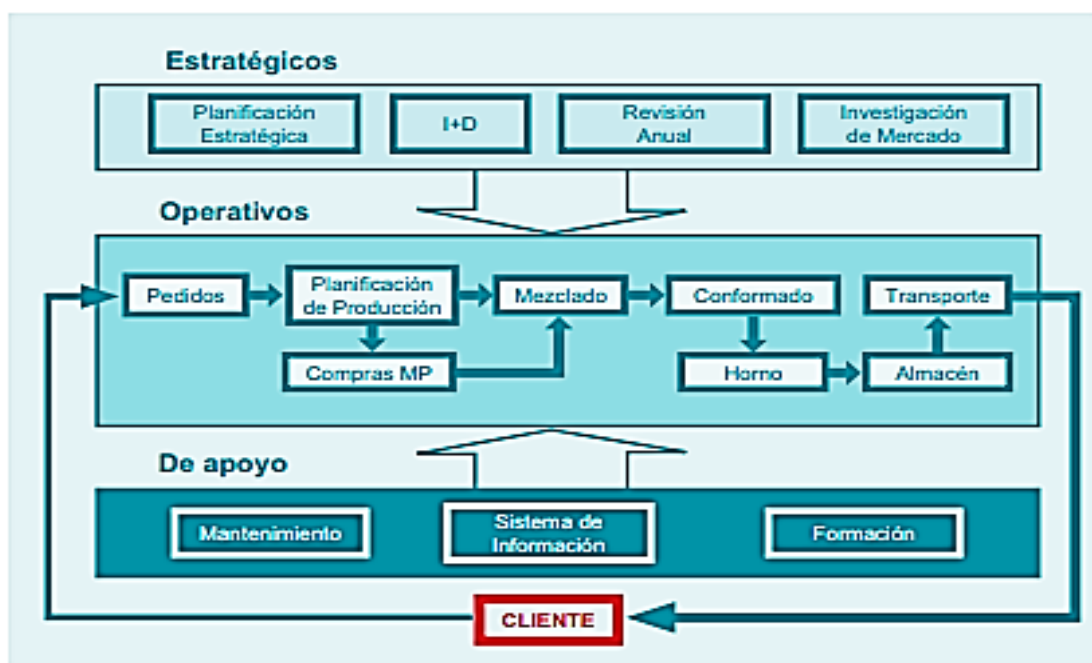 Estratégicos
Planificación
Estratégica
I+D
Revisión
Anual
Investigación
de Mercado
Operativos
Pedidos
Planificación
de Producción
Mezclado
Conformado
Transporte
Compras MP
Horno
Almacén
De apoyo
Mantenimiento
Sistema de
Información
Formación
CLIENTE